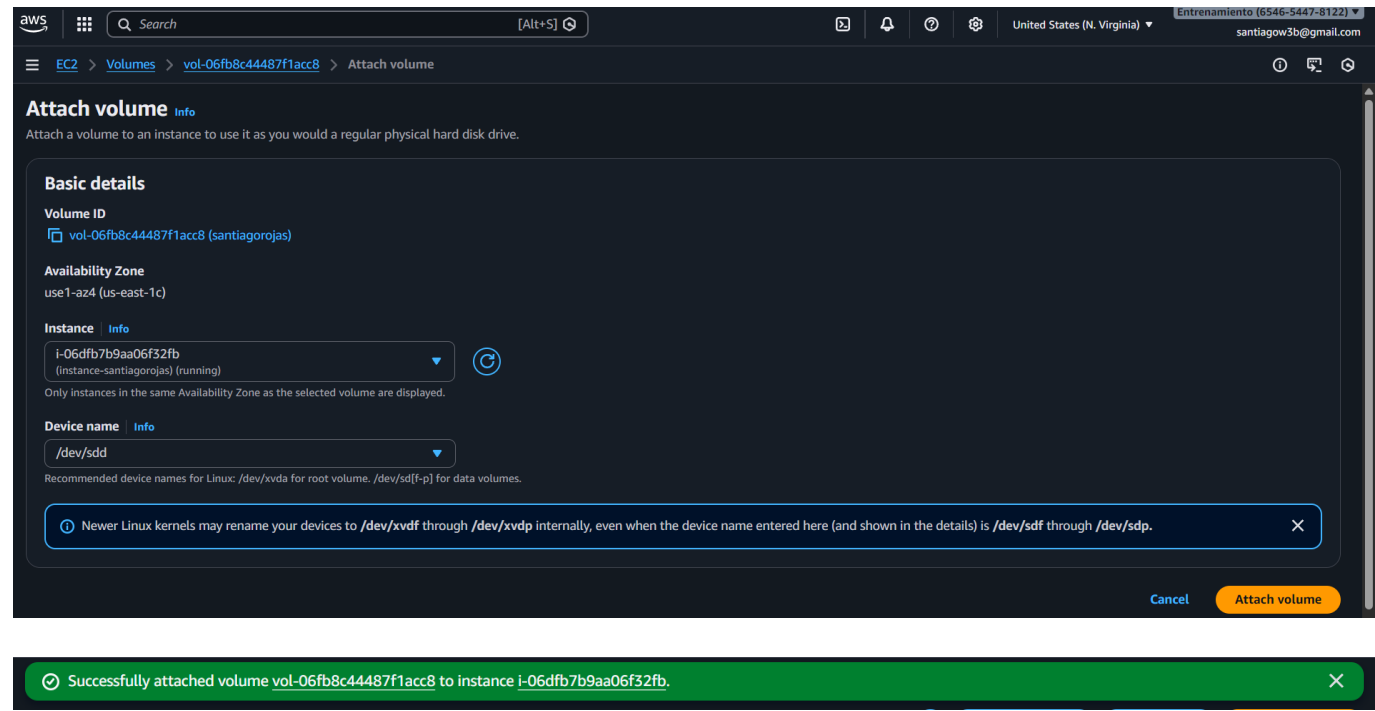 aws Search [Alt+S] United States (N. Virginia) Entrenamiento (6546-5447-8122)
santiagow3b@gmail.com
EC2 > Volumes > vol-06fb8c44487f1acc8 > Attach volume
Attach volume Info
Attach a volume to an instance to use it as you would a regular physical hard disk drive.
Basic details
Volume ID
vol-06fb8c44487f1acc8 (santiagorojas)
Availability Zone
use1-az4 (us-east-1c)
Instance Info
i-06dfb7b9aa06f32fb
(instance-santiagorojas) (running)
Only instances in the same Availability Zone as the selected volume are displayed.
Device name Info
/dev/sdd
Recommended device names for Linux: /dev/xvda for root volume. /dev/sd[f-p] for data volumes.
Newer Linux kernels may rename your devices to /dev/xvdf through /dev/xvdp internally, even when the device name entered here (and shown in the details) is /dev/sdf through /dev/sdp.
Cancel Attach volume
Successfully attached volume vol-06fb8c44487f1acc8 to instance i-06dfb7b9aa06f32fb.